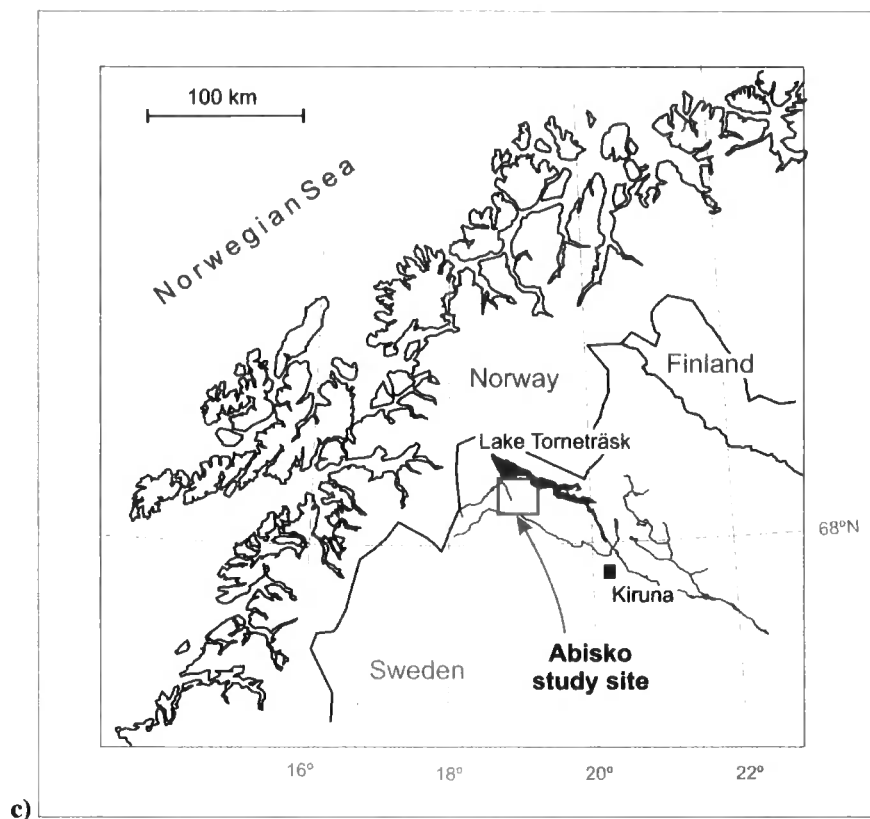 100 km
Norwegian Sea
Finland
Norway
Lake Torneträsk
68°N
Kiruna
Abisko
study site
Sweden
16° 18° 20° 22°
c)